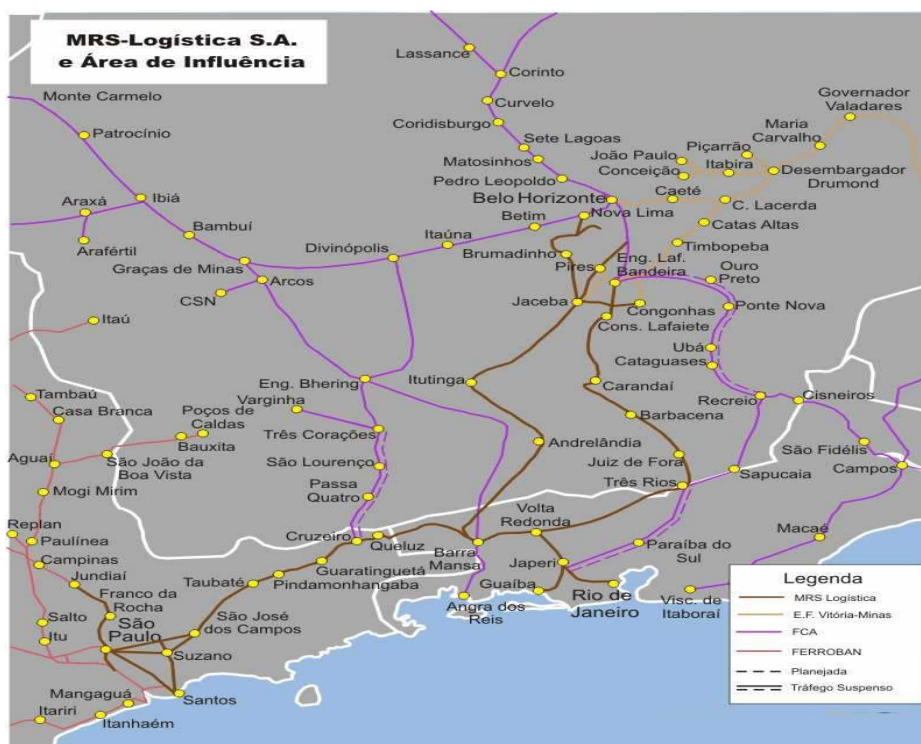 MRS-Logística S.A.
e Área de Influência
Lassance
Corinto
Curvelo
Coridisburgo
Sete Lagoas
Matosinhos
Pedro Leopoldo
Belo Horizonte
Monte Carmelo
Patrocínio
Governador
Valadares
Maria
Carvalho
Piçarrão
João Paulo
Itabira
Conceição
Desembargador
Drumond
Caeté
C. Lacerda
Nova Lima
Catas Altas
Timbopeba
Araxá
Ibiá
Arafértil
Bambuí
Graças de Minas
Arcos
CSN
Divinópolis
Itaúna
Betim
Brumadinho
Pires
Eng. Laf.
Bandeira
Ouro
Preto
Jaceba
Congonhas
Cons. Lafaiete
Ponte Nova
Ubá
Cataguases
Itaú
Tambaú
Casa Branca
Poços de
Caldas
Bauxita
Aguaí
São João da
Boa Vista
Mogi Mirim
Eng. Bhering
Varginha
Três Corações
São Lourenço
Passa
Quatro
Itutinga
Carandaí
Barbacena
Recreio
Cisneiros
Andrelândia
Juiz de Fora
São Fidélis
Campos
Três Rios
Sapucaia
Replan
Paulínea
Campinas
Jundiaí
Franco da
Rocha
Cruzeiro
Queluz
Volta
Redonda
Barra
Mansa
Japeri
Paraíba do
Sul
Macaé
Guaratinguetá
Pindamonhangaba
Taubaté
Guaíba
Rio de
Janeiro
Angra dos
Reis
Visc. de
Itaboraí
Salto
Itu
São
Paulo
São José
dos Campos
Suzano
Santos
Mangaguá
Itariri
Itanhaém
Legenda
MRS Logística
E.F. Vitória-Minas
FCA
FERROBAN
Planejada
Tráfego Suspenso